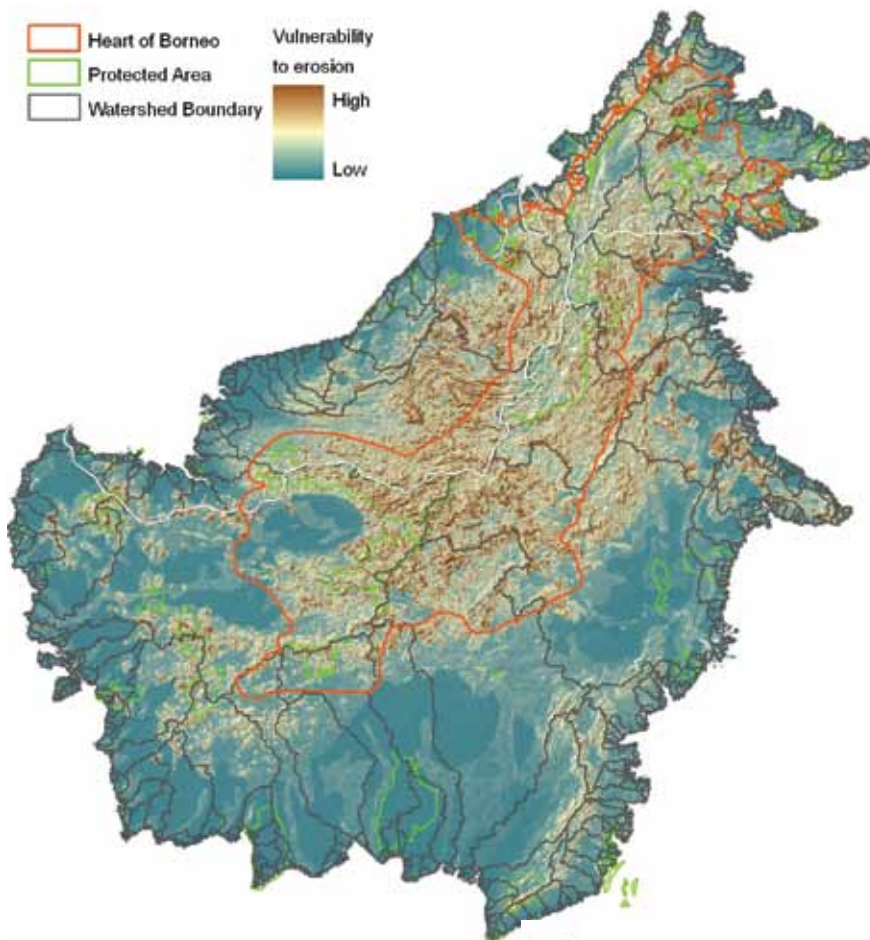 Heart of Borneo
Protected Area
Watershed Boundary
Vulnerability
to erosion
High
Low